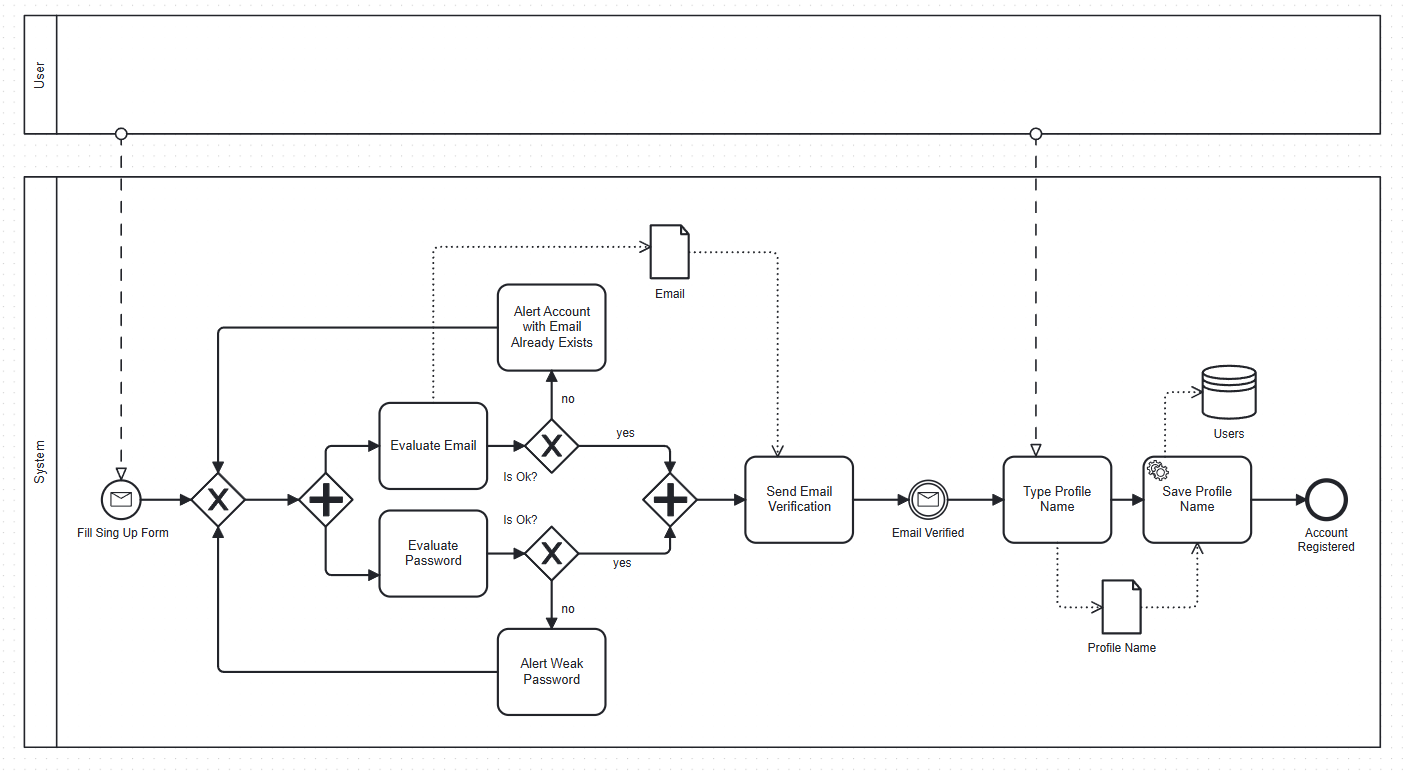 User
System
Email
Alert Account
with Email
Already Exists
no
Users
yes
Evaluate Email
Is Ok?
Send Email
Verification
Type Profile
Name
Save Profile
Name
Fill Sing Up Form
Is Ok?
Email Verified
Account
Registered
Evaluate
Password
yes
no
Profile Name
Alert Weak
Password